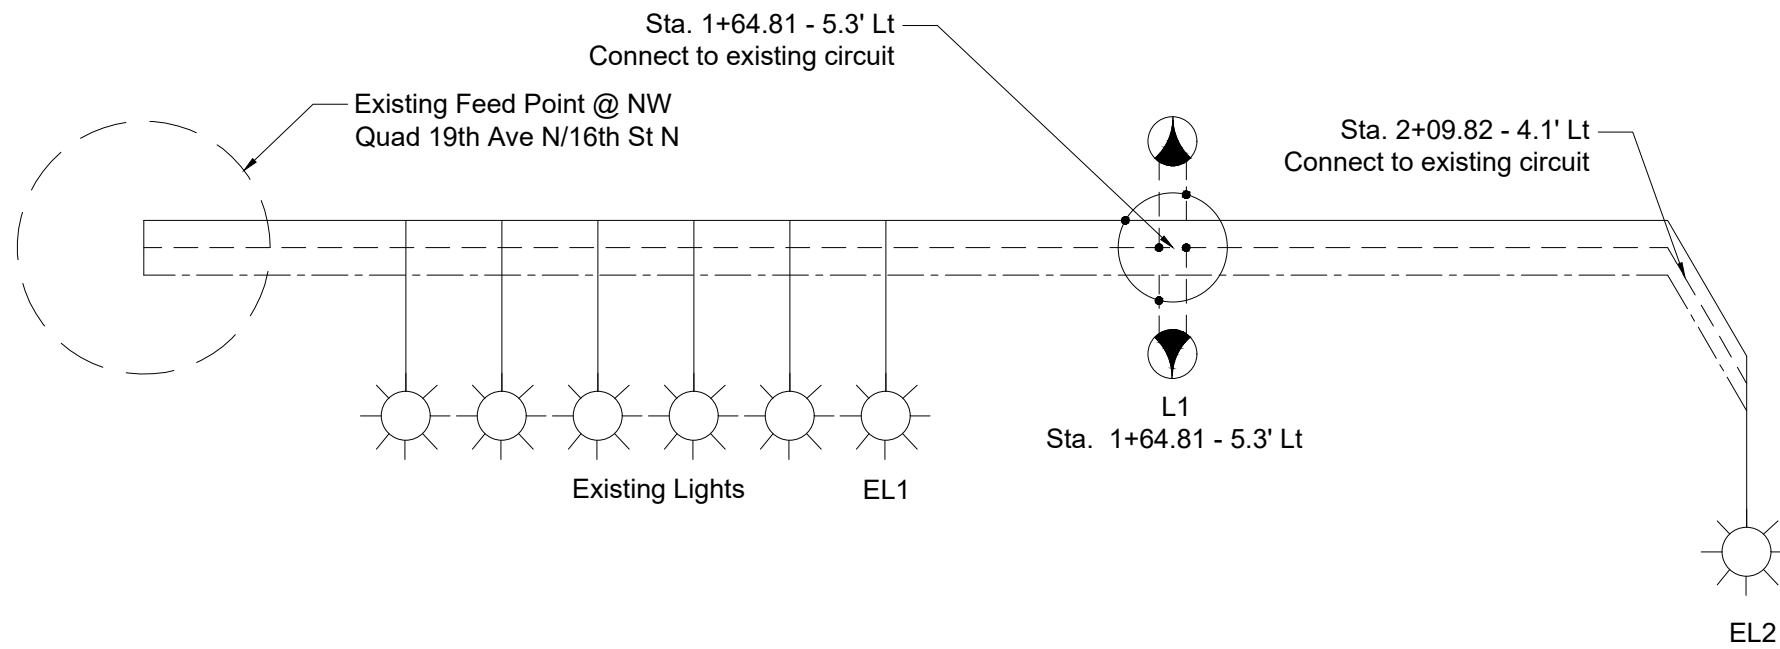 Sta. 1+64.81 - 5.3' Lt
Connect to existing circuit
Existing Feed Point @ NW
Quad 19th Ave N/16th St N
Sta. 2+09.82 - 4.1' Lt
Connect to existing circuit
L1
Sta. 1+64.81 - 5.3' Lt
Existing Lights
EL1
EL2